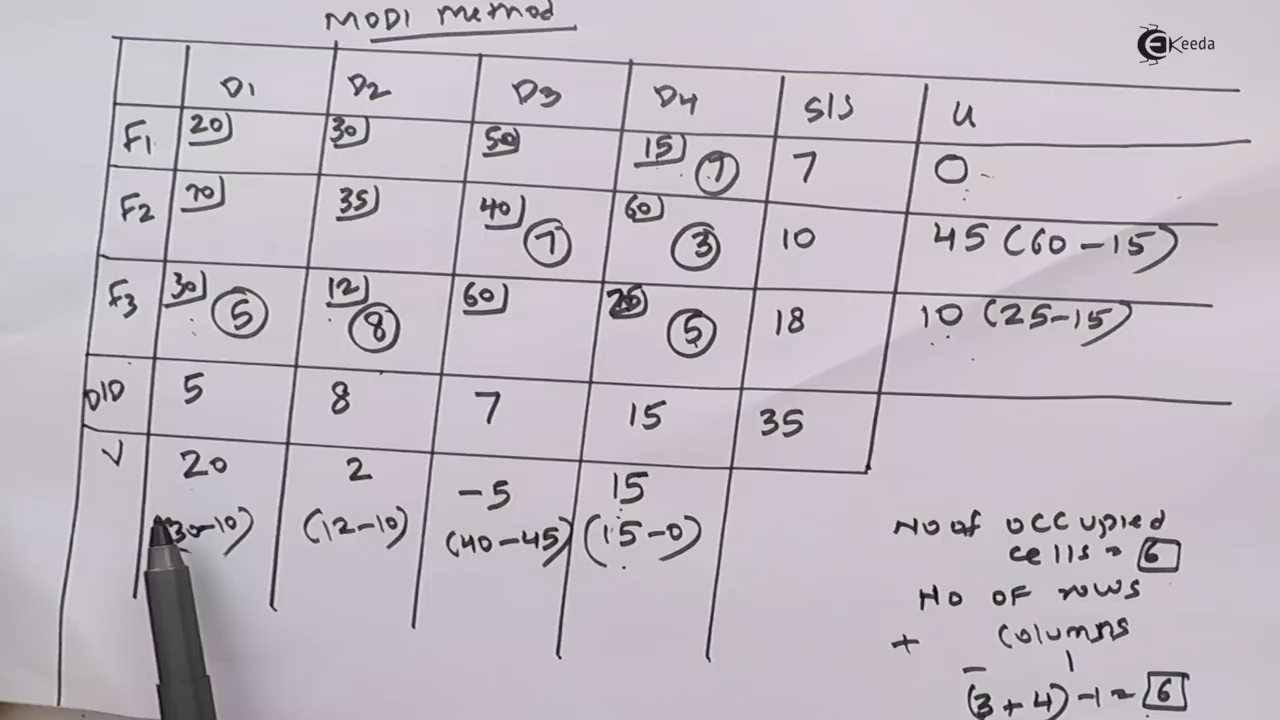 MODI Method
EKeeda
D1 D2 D3 D4 S/S U
F1 20 30 50 15 7 7 0
F2 70 35 40 7 60 3 10 45 (60-15)
F3 30 5 12 8 60 5 18 10 (25-15)
D/D 5 8 7 15 35
V 20 2 -5 15
(30-10) (12-10) (40-45) (15-0)
No of occupied
cells = 6
No of rows
+ columns
- 1
(3+4)-1= 6